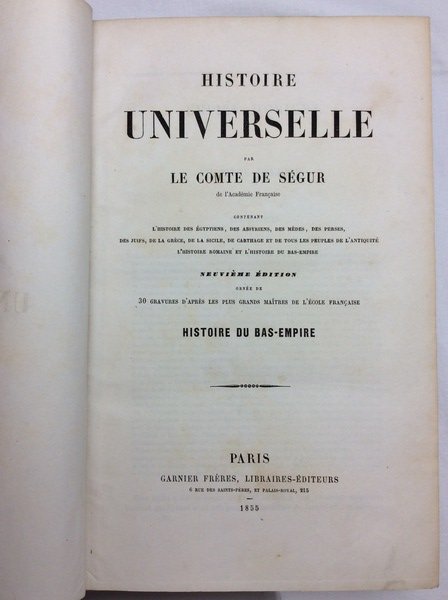 HISTOIRE
UNIVERSELLE
PAR
LE COMTE DE SÉGUR
de l'Académie Française
CONTENANT
L'HISTOIRE DES ÉGYPTIENS, DES ASSYRIENS, DES MÈDES, DES PERSES,
DES JUIFS, DE LA GRÈCE, DE LA SICILE, DE CARTHAGE ET DE TOUS LES PEUPLES DE L'ANTIQUITÉ
L'HISTOIRE ROMAINE ET L'HISTOIRE DU BAS-EMPIRE
NEUVIÈME ÉDITION
ORNÉE DE
30 GRAVURES D'APRÈS LES PLUS GRANDS MAÎTRES DE L'ÉCOLE FRANÇAISE
HISTOIRE DU BAS-EMPIRE
PARIS
GARNIER FRÈRES, LIBRAIRES-ÉDITEURS
6 RUE DES SAINTS-PÈRES, ET PALAIS-ROYAL, 215
1855